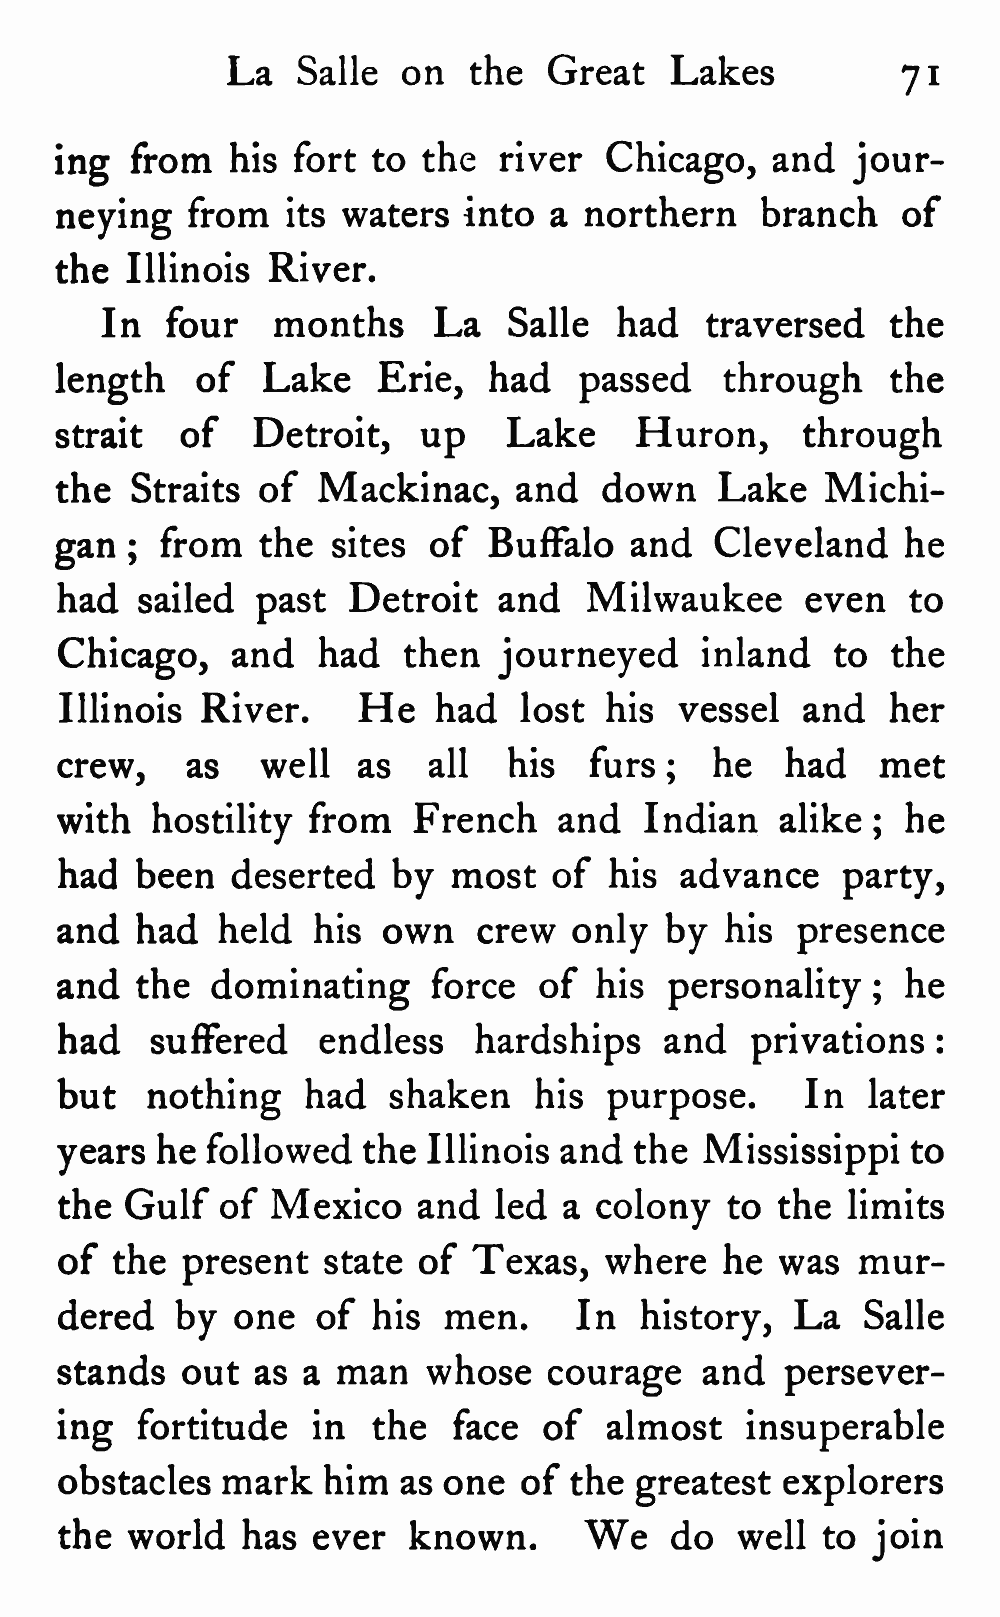 La Salle on the Great Lakes 71
ing from his fort to the river Chicago, and jour-
neying from its waters into a northern branch of
the Illinois River.
In four months La Salle had traversed the
length of Lake Erie, had passed through the
strait of Detroit, up Lake Huron, through
the Straits of Mackinac, and down Lake Michi-
gan ; from the sites of Buffalo and Cleveland he
had sailed past Detroit and Milwaukee even to
Chicago, and had then journeyed inland to the
Illinois River. He had lost his vessel and her
crew, as well as all his furs ; he had met
with hostility from French and Indian alike ; he
had been deserted by most of his advance party,
and had held his own crew only by his presence
and the dominating force of his personality ; he
had suffered endless hardships and privations :
but nothing had shaken his purpose. In later
years he followed the Illinois and the Mississippi to
the Gulf of Mexico and led a colony to the limits
of the present state of Texas, where he was mur-
dered by one of his men. In history, La Salle
stands out as a man whose courage and persever-
ing fortitude in the face of almost insuperable
obstacles mark him as one of the greatest explorers
the world has ever known. We do well to join